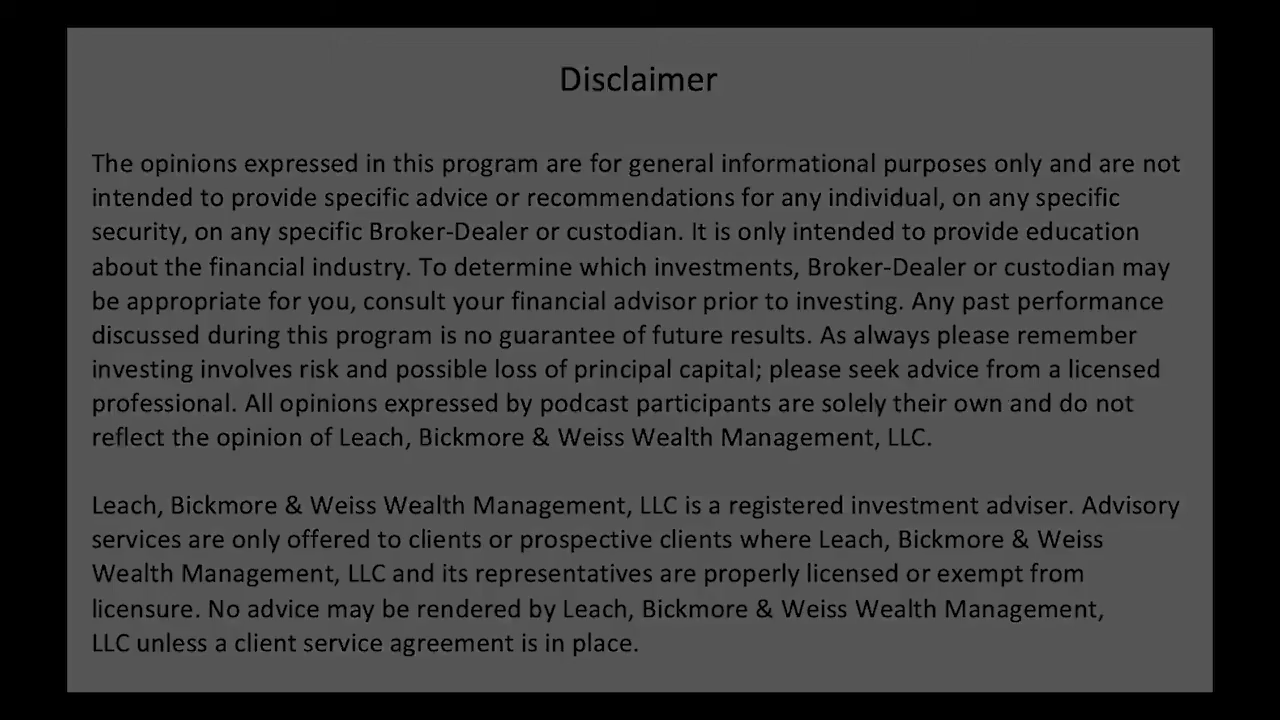 Disclaimer
The opinions expressed in this program are for general informational purposes only and are not
intended to provide specific advice or recommendations for any individual, on any specific
security, on any specific Broker-Dealer or custodian. It is only intended to provide education
about the financial industry. To determine which investments, Broker-Dealer or custodian may
be appropriate for you, consult your financial advisor prior to investing. Any past performance
discussed during this program is no guarantee of future results. As always please remember
investing involves risk and possible loss of principal capital; please seek advice from a licensed
professional. All opinions expressed by podcast participants are solely their own and do not
reflect the opinion of Leach, Bickmore & Weiss Wealth Management, LLC.
Leach, Bickmore & Weiss Wealth Management, LLC is a registered investment adviser. Advisory
services are only offered to clients or prospective clients where Leach, Bickmore & Weiss
Wealth Management, LLC and its representatives are properly licensed or exempt from
licensure. No advice may be rendered by Leach, Bickmore & Weiss Wealth Management,
LLC unless a client service agreement is in place.